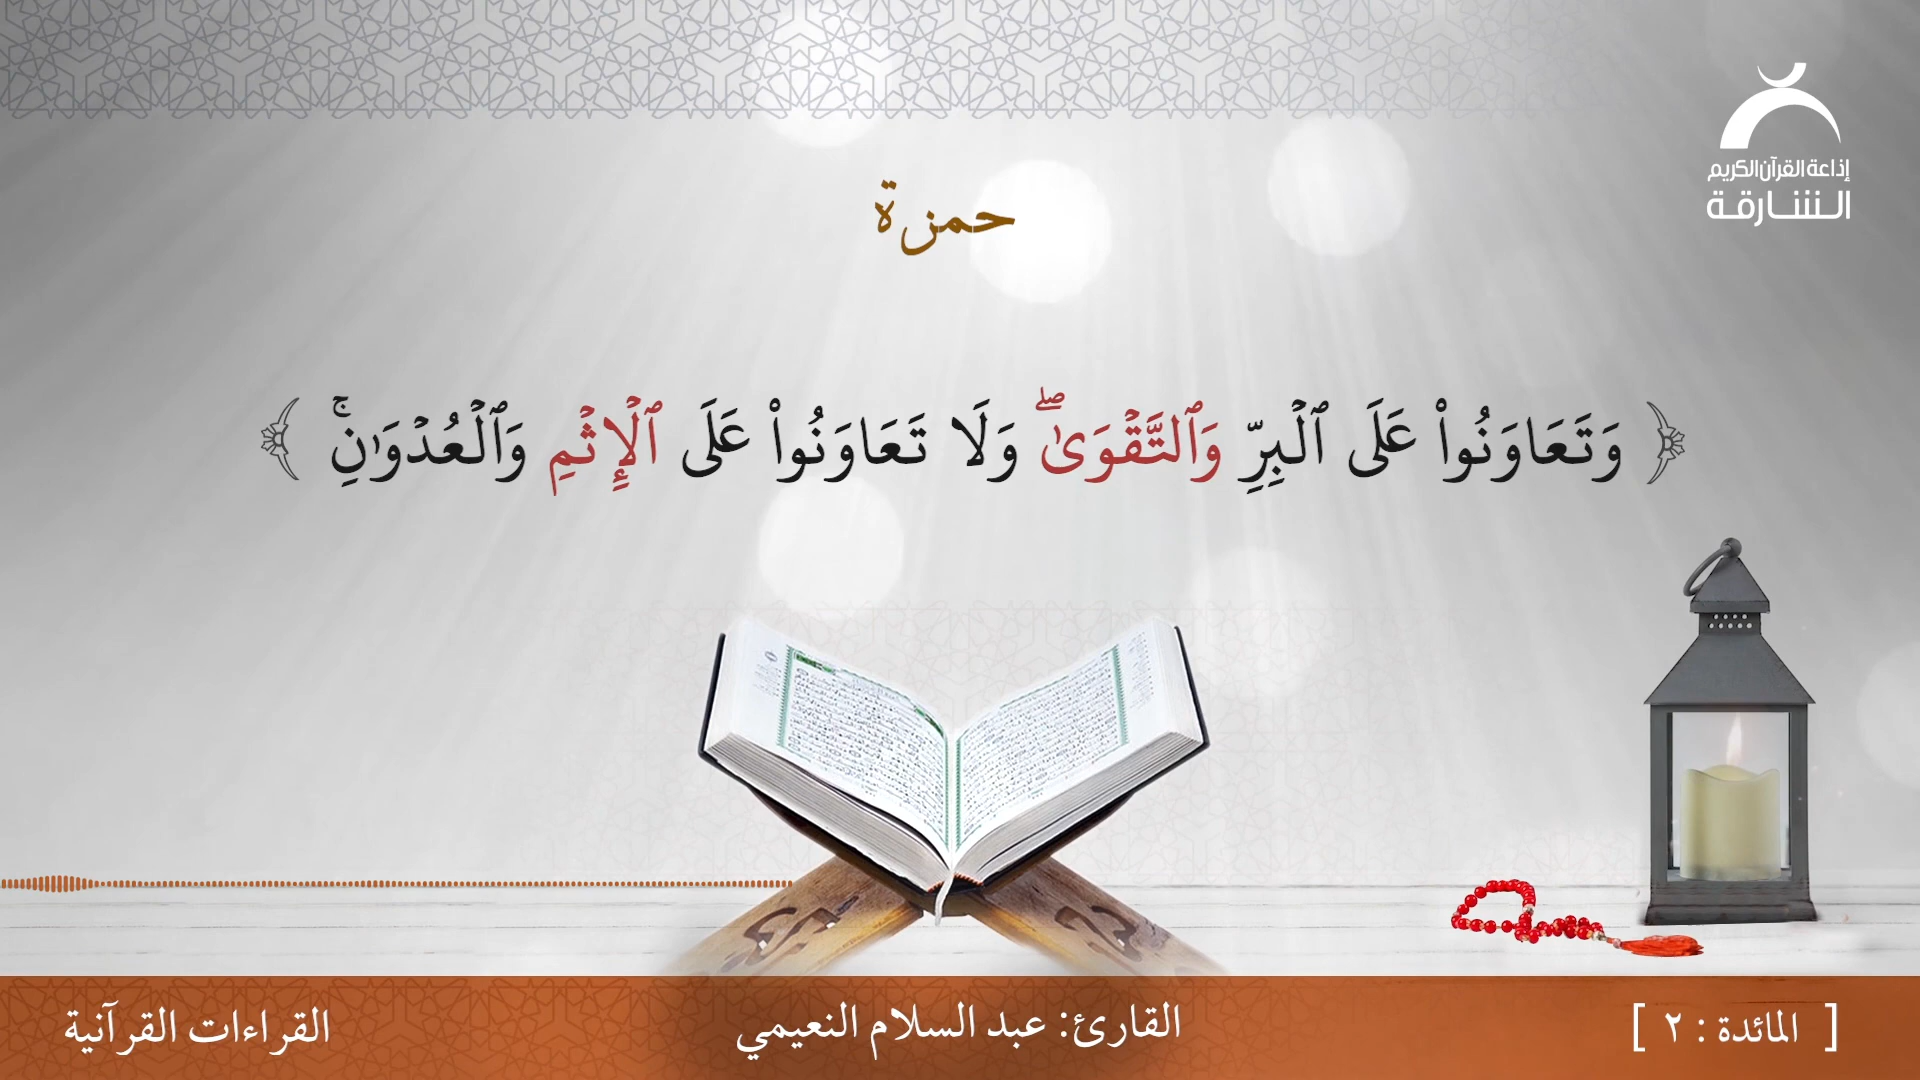 إذاعة القرآن الكريم
الشارقة
حمزة
﴿ وَتَعَاوَنُوا۟ عَلَى ٱلْبِرِّ وَٱلتَّقْوَىٰۖ وَلَا تَعَاوَنُوا۟ عَلَى ٱلْإِثْمِ وَٱلْعُدْوَٰنِۚ ﴾
[ المائدة : ٢ ]
القارئ: عبد السلام النعيمي
القراءات القرآنية